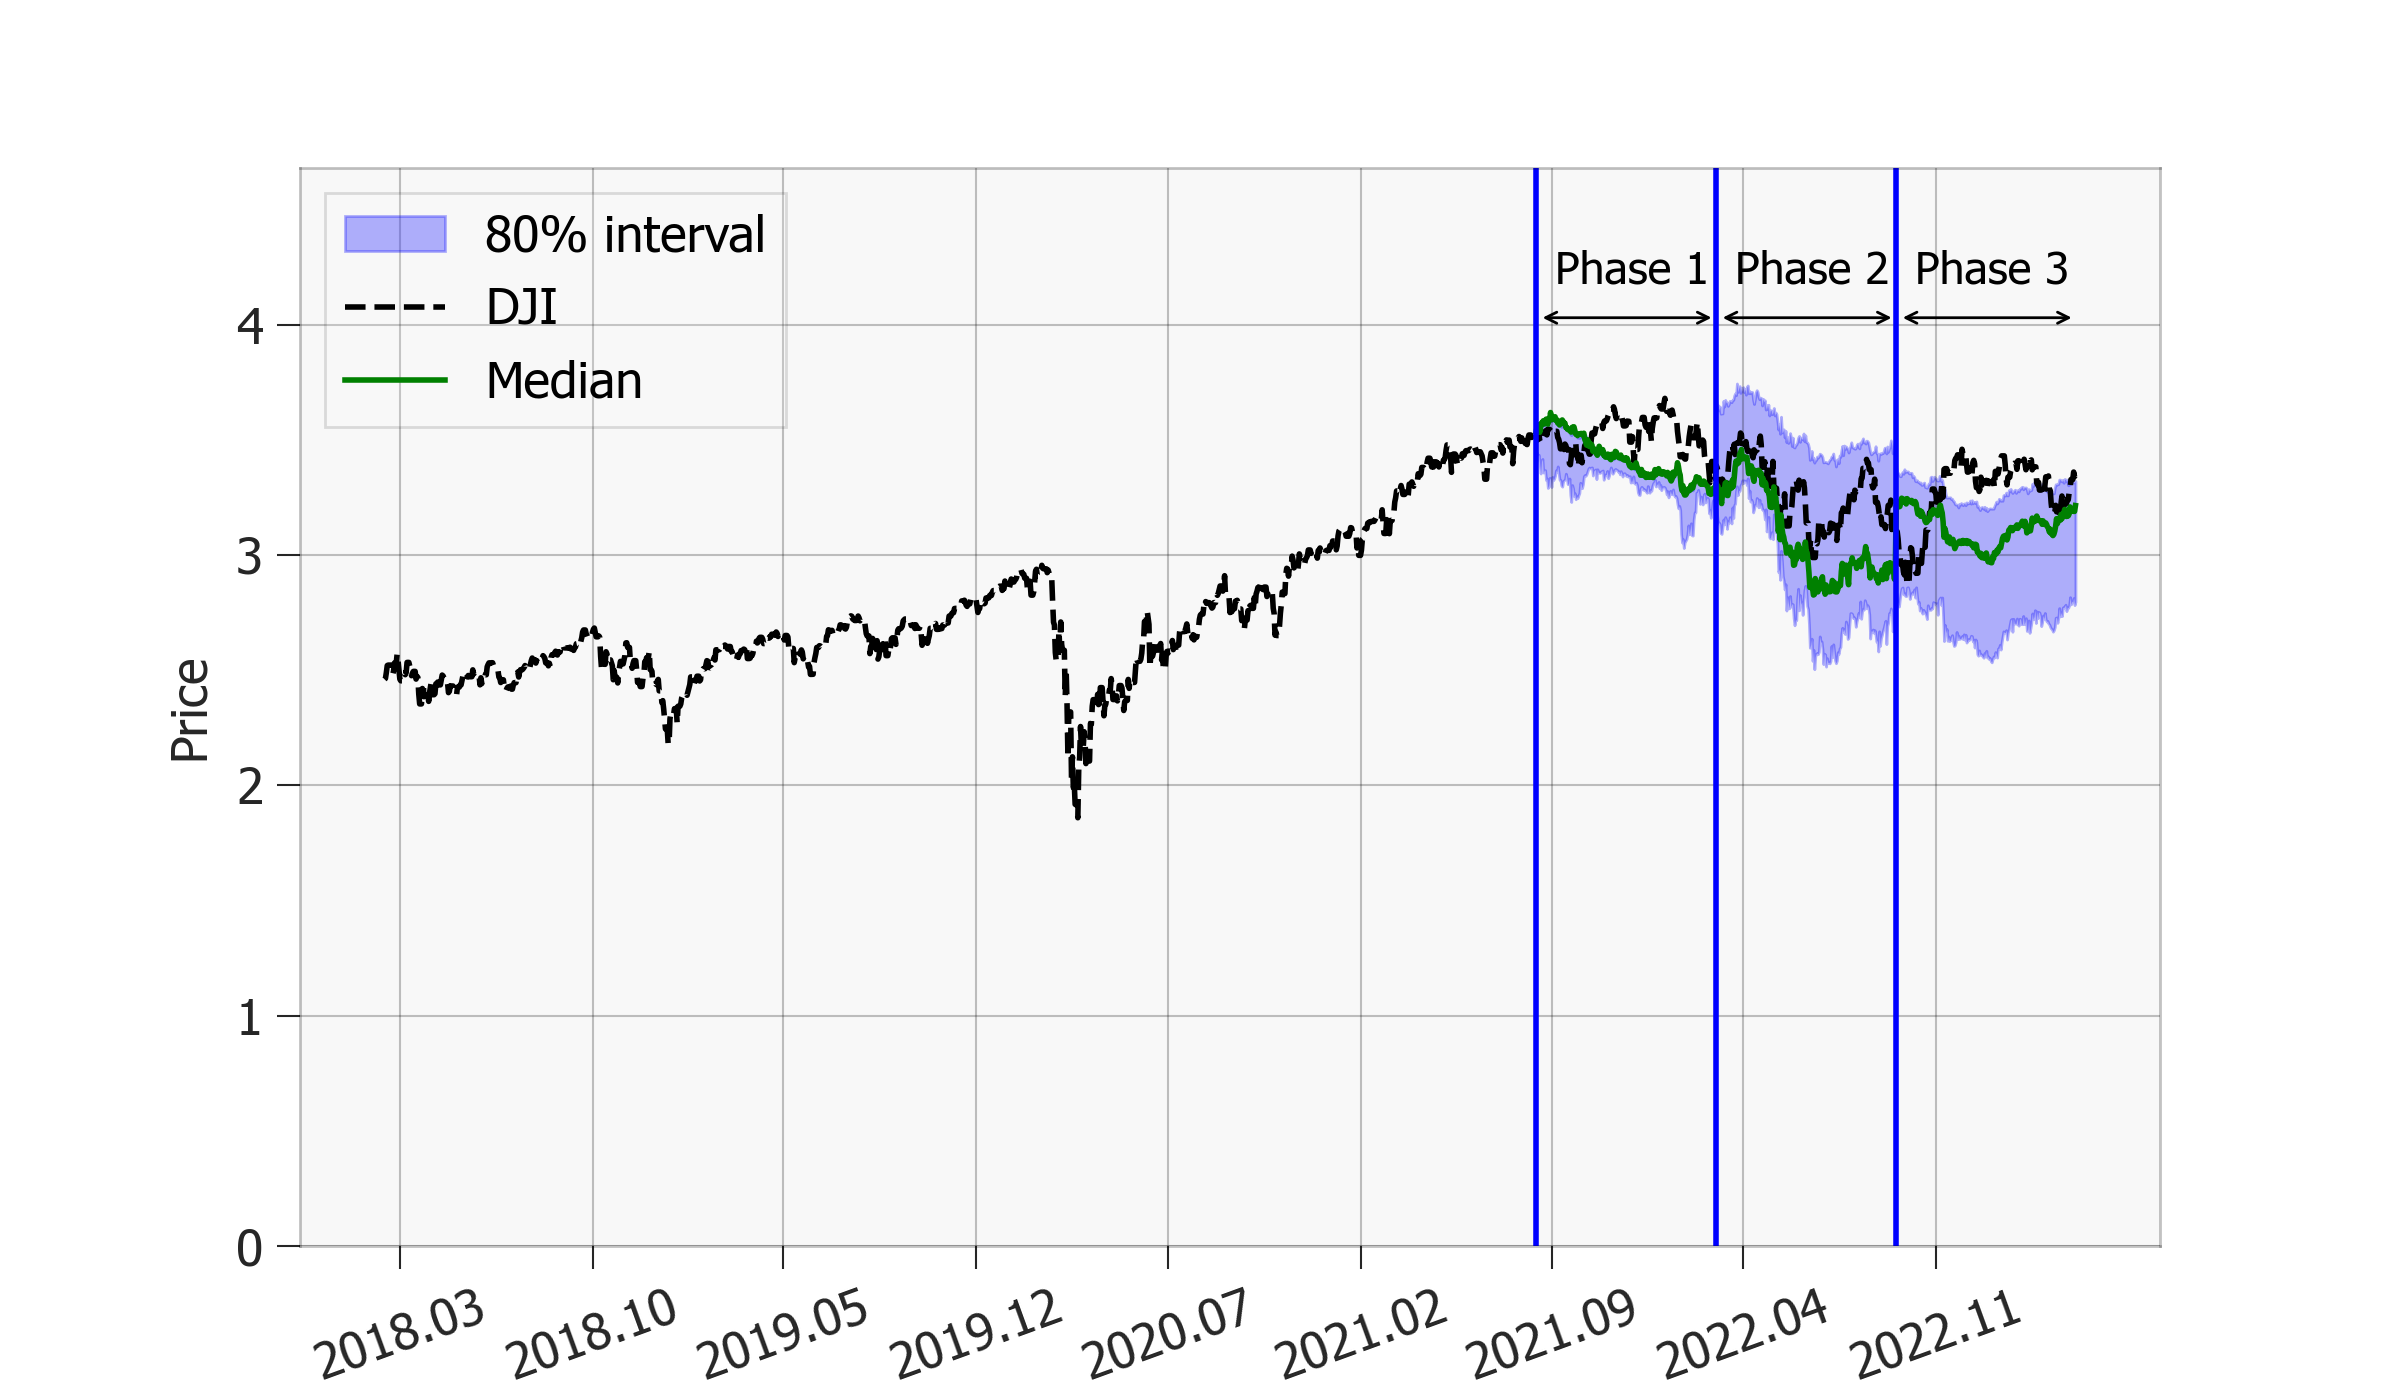 80% interval
DJI
Median
Phase 1
Phase 2
Phase 3
Price
4
3
2
1
0
2018.03
2018.10
2019.05
2019.12
2020.07
2021.02
2021.09
2022.04
2022.11